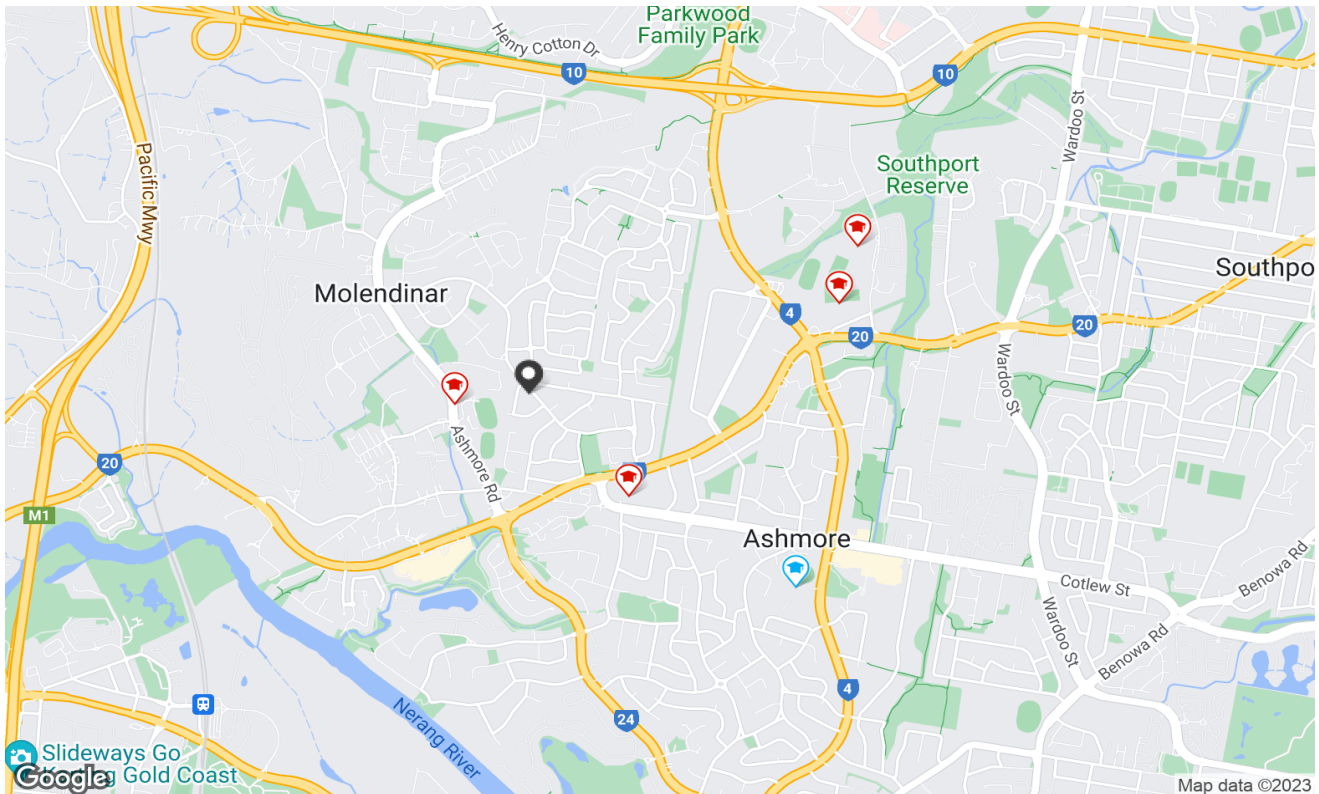 Parkwood
Family Park
Henry Cotton Dr
10
10
Wardoo St
Pacific Mwy
Southport
Reserve
Molendinar
Southpo
4
20
20
Wardoo St
Ashmore Rd
20
M1
Ashmore
Cotlew St
Benowa Rd
Wardoo St
Benowa Rd
4
24
Nerang River
Slideways Go
Gold Coast
Google
Map data ©2023